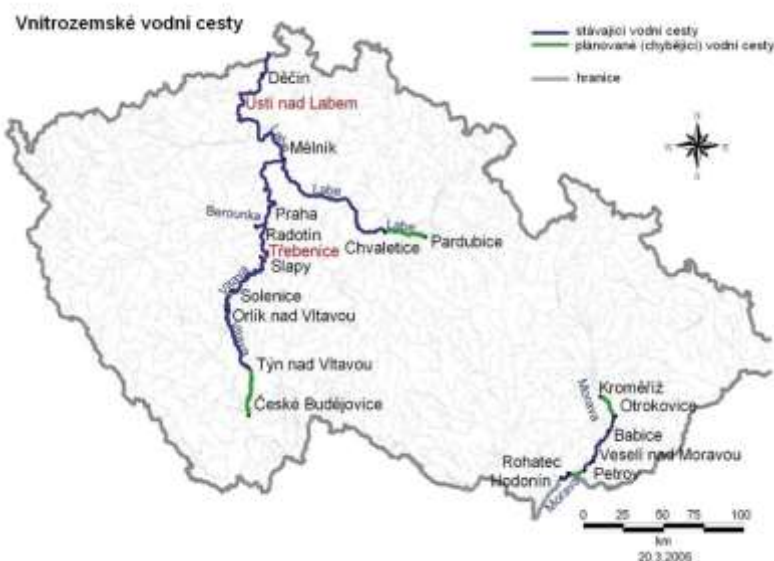 Vnitrozemské vodní cesty
stávající vodní cesty
plánované (chybějící) vodní cesty
hranice
Děčín
Ústí nad Labem
Mělník
Labe
Labe
Berounka
Praha
Radotín
Chvaletice
Pardubice
Třebenice
Slapy
Vltava
Solenice
Orlík nad Vltavou
Vltava
Týn nad Vltavou
České Budějovice
Kroměříž
Morava
Otrokovice
Babice
Veselí nad Moravou
Rohatec
Hodonín
Petrov
Morava
0 25 50 75 100
km
20.3.2006